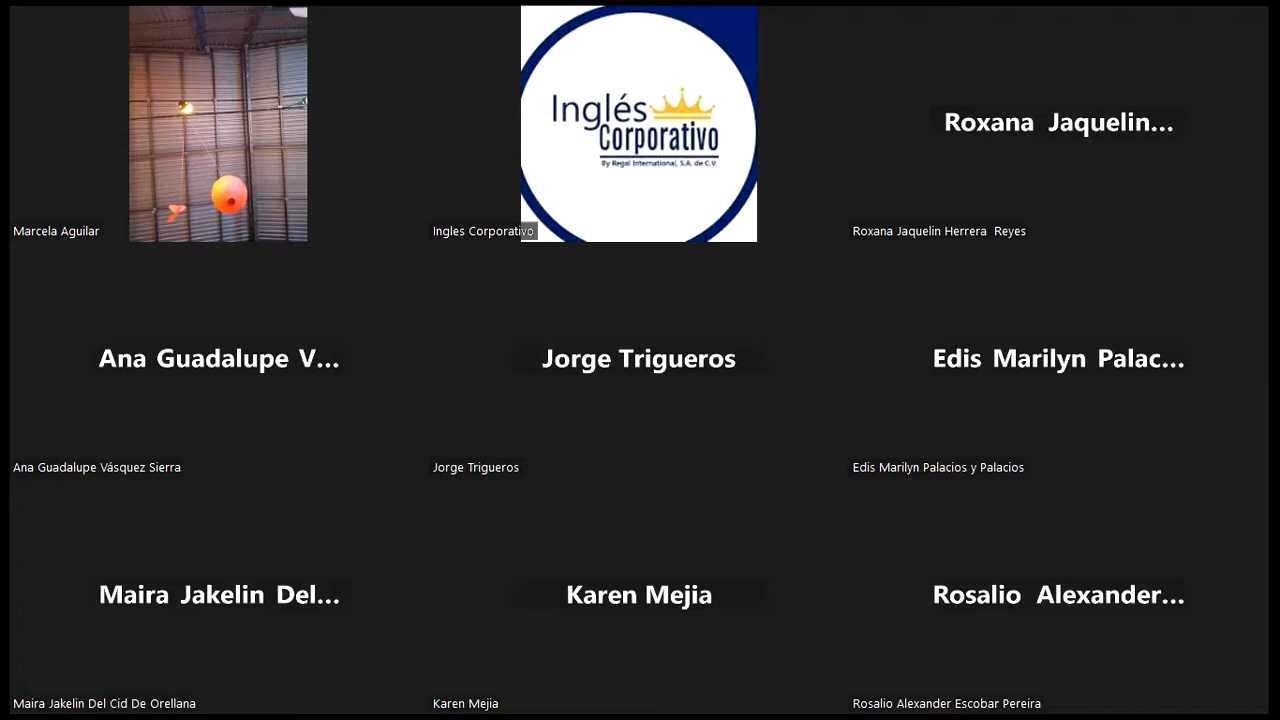 Marcela Aguilar
Inglés
Corporativo
By Regal International, S.A. de C.V.
Ingles Corporativo
Roxana Jaquelin...
Roxana Jaquelin Herrera Reyes
Ana Guadalupe V...
Ana Guadalupe Vásquez Sierra
Jorge Trigueros
Jorge Trigueros
Edis Marilyn Palac...
Edis Marilyn Palacios y Palacios
Maira Jakelin Del...
Maira Jakelin Del Cid De Orellana
Karen Mejia
Karen Mejia
Rosalio Alexander...
Rosalio Alexander Escobar Pereira